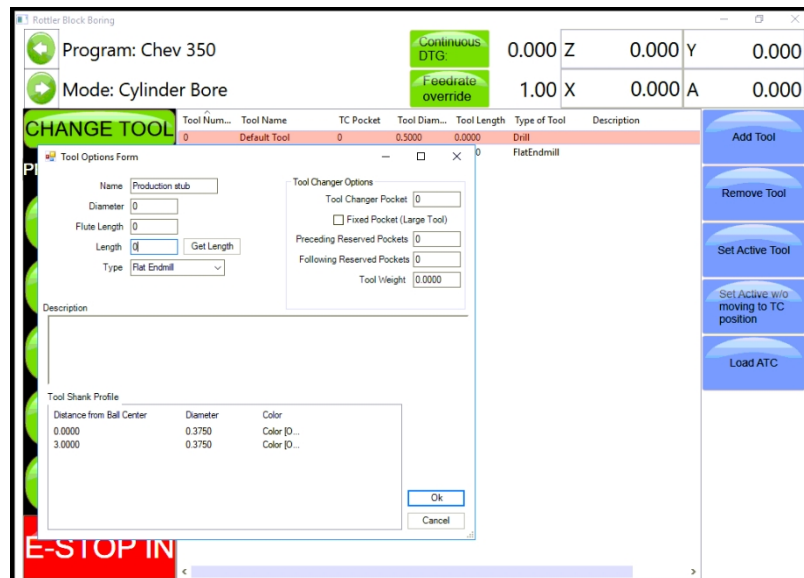 Rottler Block Boring
Program: Chev 350
Continuous DTG:
0.000 Z 0.000 Y 0.000
Mode: Cylinder Bore
Feedrate override
1.00 X 0.000 A 0.000
CHANGE TOOL
Tool Num... Tool Name TC Pocket Tool Diam... Tool Length Type of Tool Description
0 Default Tool 0 0.5000 0.0000 Drill
0 FlatEndmill
Tool Options Form
Name Production stub
Diameter 0
Flute Length 0
Length 0 Get Length
Type Flat Endmill
Tool Changer Options
Tool Changer Pocket 0
Fixed Pocket (Large Tool)
Preceding Reserved Pockets 0
Following Reserved Pockets 0
Tool Weight 0.0000
Description
Tool Shank Profile
Distance from Ball Center Diameter Color
0.0000 0.3750 Color [O...
3.0000 0.3750 Color [O...
Ok
Cancel
Add Tool
Remove Tool
Set Active Tool
Set Active w/o
moving to TC
position
Load ATC
E-STOP IN